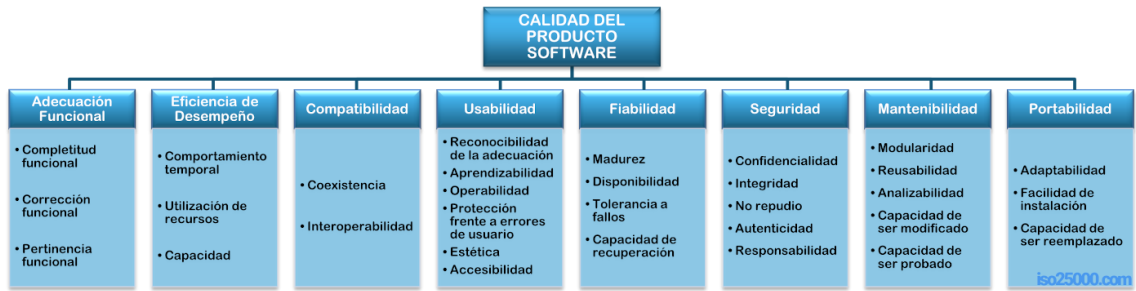 CALIDAD DEL
PRODUCTO
SOFTWARE
Adecuación
Funcional
• Completitud
funcional
• Corrección
funcional
• Pertinencia
funcional
Eficiencia de
Desempeño
• Comportamiento
temporal
• Utilización de
recursos
• Capacidad
Compatibilidad
• Coexistencia
• Interoperabilidad
Usabilidad
• Reconocibilidad
de la adecuación
• Aprendizabilidad
• Operabilidad
• Protección
frente a errores
de usuario
• Estética
• Accesibilidad
Fiabilidad
• Madurez
• Disponibilidad
• Tolerancia a
fallos
• Capacidad de
recuperación
Seguridad
• Confidencialidad
• Integridad
• No repudio
• Autenticidad
• Responsabilidad
Mantenibilidad
• Modularidad
• Reusabilidad
• Analizabilidad
• Capacidad de
ser modificado
• Capacidad de
ser probado
Portabilidad
• Adaptabilidad
• Facilidad de
instalación
• Capacidad de
ser reemplazado
iso25000.com